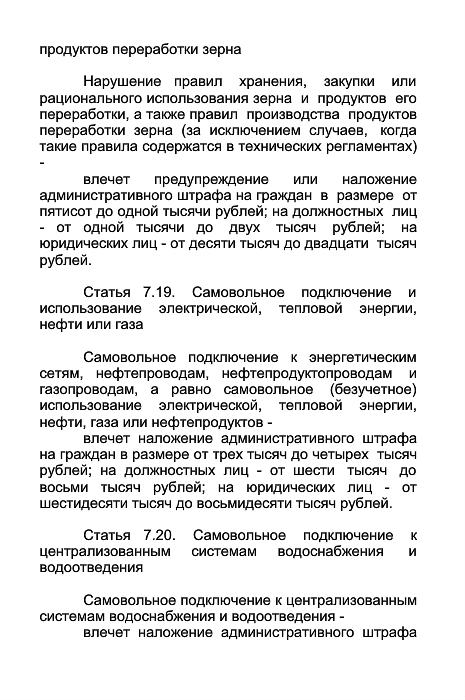 продуктов переработки зерна
Нарушение правил хранения, закупки или
рационального использования зерна и продуктов его
переработки, а также правил производства продуктов
переработки зерна (за исключением случаев, когда
такие правила содержатся в технических регламентах)
-
влечет предупреждение или наложение
административного штрафа на граждан в размере от
пятисот до одной тысячи рублей; на должностных лиц
- от одной тысячи до двух тысяч рублей; на
юридических лиц - от десяти тысяч до двадцати тысяч
рублей.
Статья 7.19. Самовольное подключение и
использование электрической, тепловой энергии,
нефти или газа
Самовольное подключение к энергетическим
сетям, нефтепроводам, нефтепродуктопроводам и
газопроводам, а равно самовольное (безучетное)
использование электрической, тепловой энергии,
нефти, газа или нефтепродуктов -
влечет наложение административного штрафа
на граждан в размере от трех тысяч до четырех тысяч
рублей; на должностных лиц - от шести тысяч до
восьми тысяч рублей; на юридических лиц - от
шестидесяти тысяч до восьмидесяти тысяч рублей.
Статья 7.20. Самовольное подключение к
централизованным системам водоснабжения и
водоотведения
Самовольное подключение к централизованным
системам водоснабжения и водоотведения -
влечет наложение административного штрафа